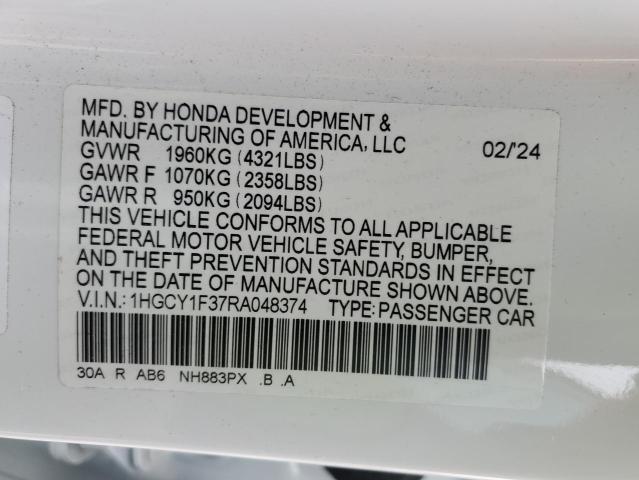 MFD. BY HONDA DEVELOPMENT &
MANUFACTURING OF AMERICA, LLC 02/'24
GVWR 1960KG (4321LBS)
GAWR F 1070KG (2358LBS)
GAWR R 950KG (2094LBS)
THIS VEHICLE CONFORMS TO ALL APPLICABLE
FEDERAL MOTOR VEHICLE SAFETY, BUMPER,
AND THEFT PREVENTION STANDARDS IN EFFECT
ON THE DATE OF MANUFACTURE SHOWN ABOVE.
V.I.N.: 1HGCY1F37RA048374 TYPE: PASSENGER CAR
30A R AB6 NH883PX .B .A